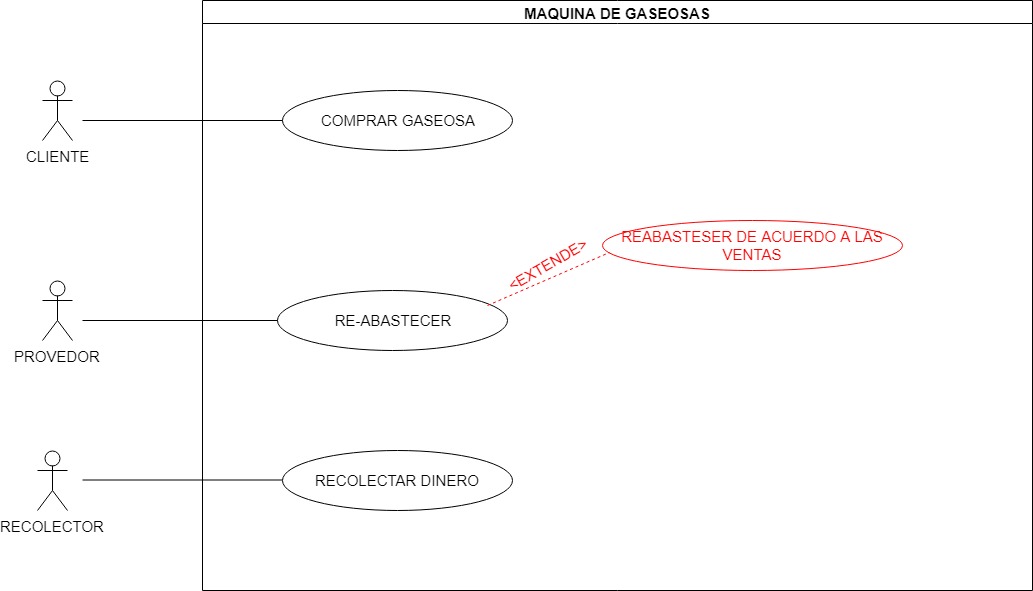 MAQUINA DE GASEOSAS
COMPRAR GASEOSA
CLIENTE
REABASTESER DE ACUERDO A LAS
VENTAS
<EXTENDE>
RE-ABASTECER
PROVEDOR
RECOLECTAR DINERO
RECOLECTOR